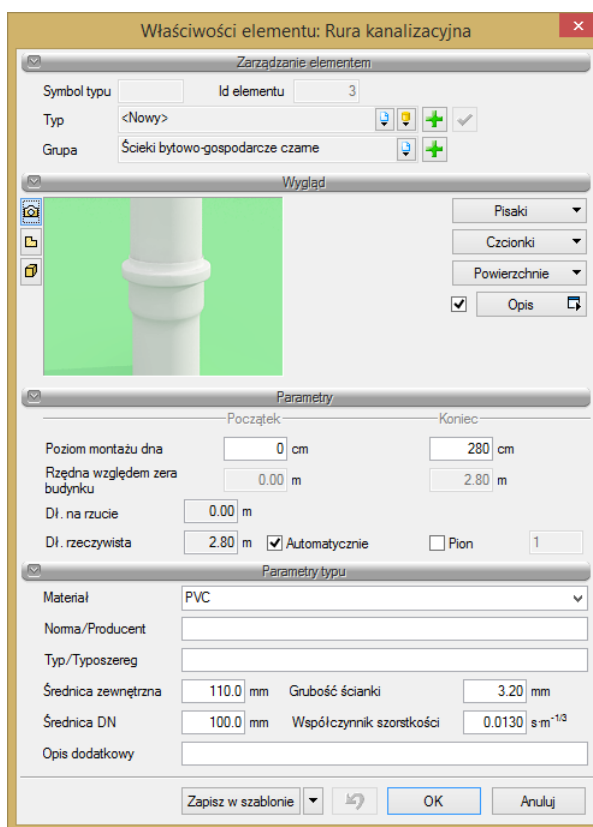 Właściwości elementu: Rura kanalizacyjna
Zarządzanie elementem
Symbol typu Id elementu 3
Typ <Nowy>
Grupa Ścieki bytowo-gospodarcze czarne
Wygląd
Pisaki
Czcionki
Powierzchnie
Opis
Parametry
Początek Koniec
Poziom montażu dna 0 cm 280 cm
Rzędna względem zera
budynku 0.00 m 2.80 m
Dł. na rzucie 0.00 m
Dł. rzeczywista 2.80 m Automatycznie Pion 1
Parametry typu
Materiał PVC
Norma/Producent
Typ/Typoszereg
Średnica zewnętrzna 110.0 mm Grubość ścianki 3.20 mm
Średnica DN 100.0 mm Współczynnik szorstkości 0.0130 s·m-1/3
Opis dodatkowy
Zapisz w szablonie OK Anuluj